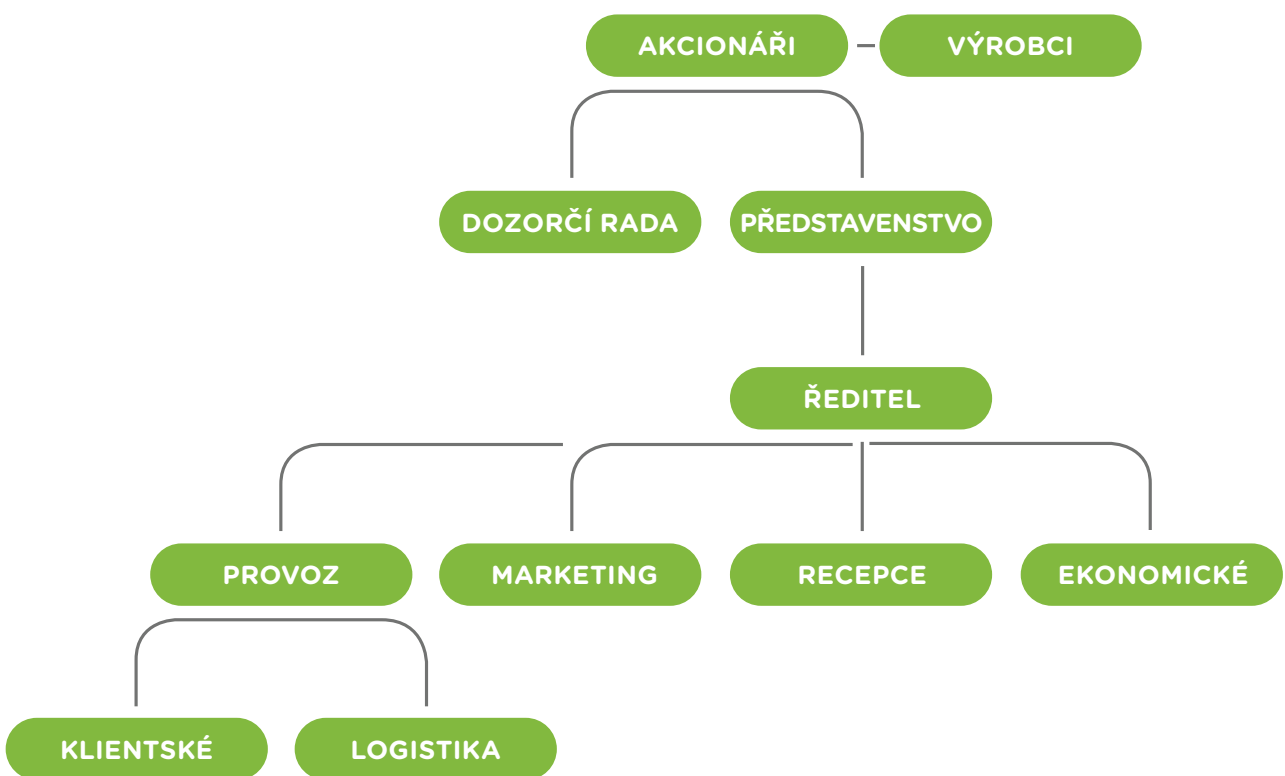 AKCIONÁŘI
VÝROBCI
DOZORČÍ RADA
PŘEDSTAVENSTVO
ŘEDITEL
PROVOZ
MARKETING
RECEPCE
EKONOMICKÉ
KLIENTSKÉ
LOGISTIKA